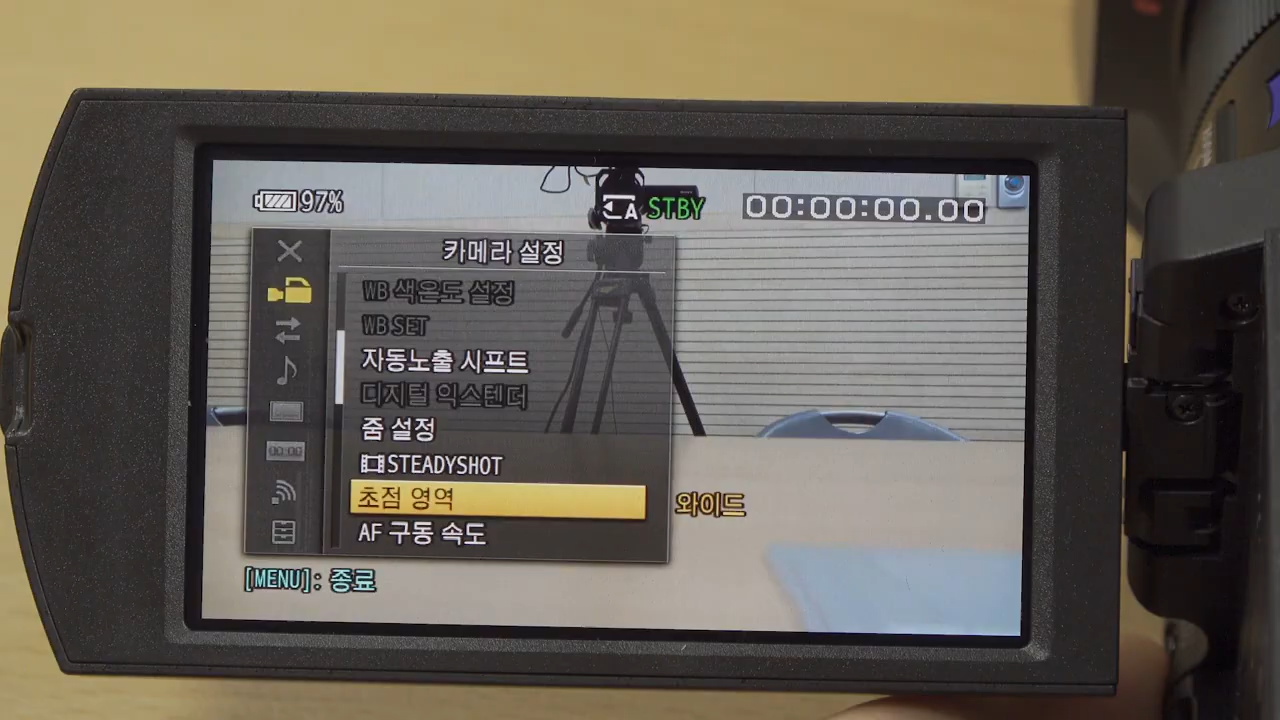 97%
A STBY
00:00:00.00
카메라 설정
WB 색온도 설정
WB SET
자동노출 시프트
디지털 익스텐더
줌 설정
STEADYSHOT
초점 영역 와이드
AF 구동 속도
00:00
[MENU]: 종료